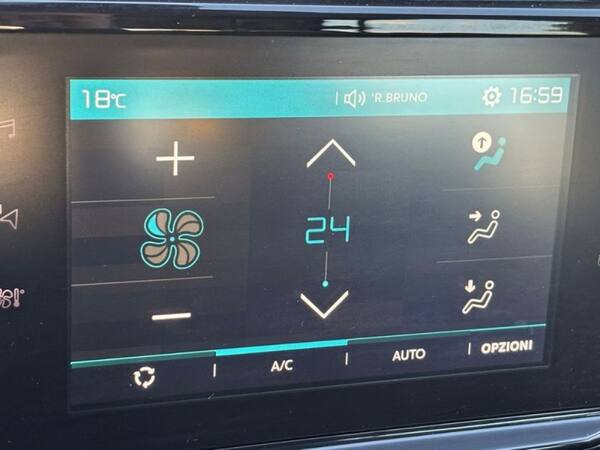 18°C 'R.BRUNO 16:59
24
A/C AUTO OPZIONI